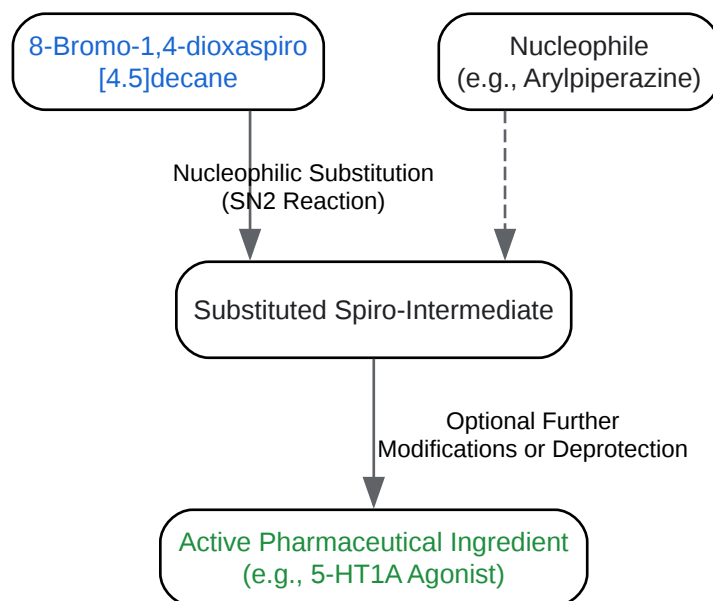 8-Bromo-1,4-dioxaspiro
[4.5]decane
Nucleophile
(e.g., Arylpiperazine)
Nucleophilic Substitution
(SN2 Reaction)
Substituted Spiro-Intermediate
Optional Further
Modifications or Deprotection
Active Pharmaceutical Ingredient
(e.g., 5-HT1A Agonist)